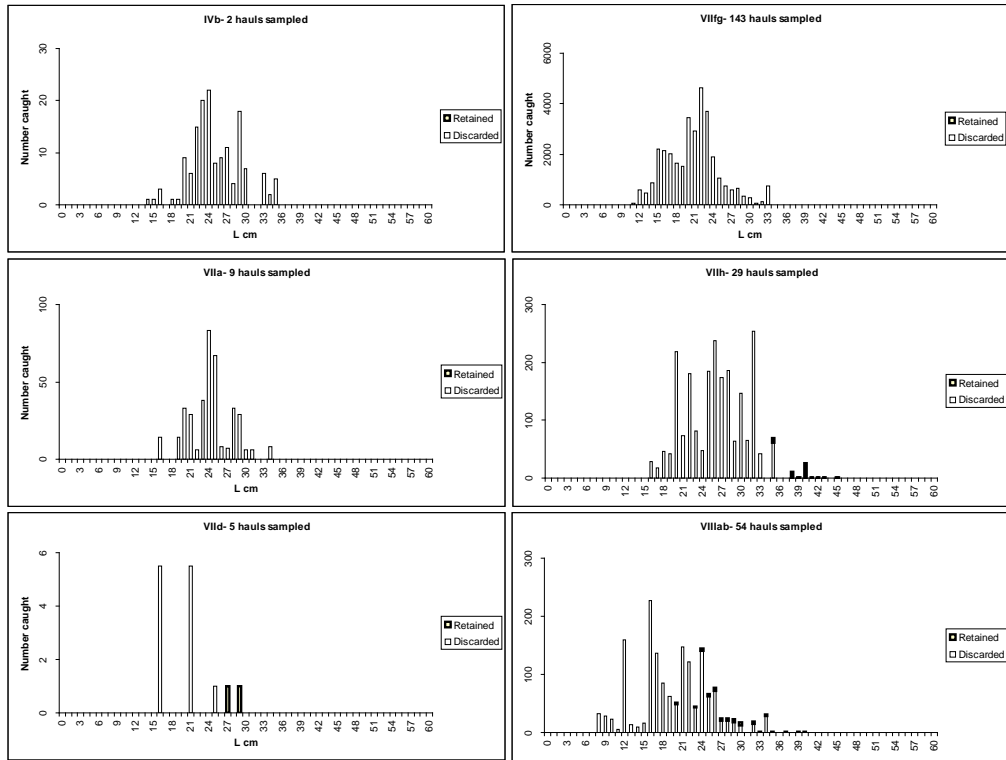 IVb- 2 hauls sampled
Number caught
30
20
10
0
0 3 6 9 12 15 18 21 24 27 30 33 36 39 42 45 48 51 54 57 60
L cm
Retained
Discarded
VIIfg- 143 hauls sampled
Number caught
6000
4000
2000
0
0 3 6 9 12 15 18 21 24 27 30 33 36 39 42 45 48 51 54 57 60
L cm
Retained
Discarded
VIIa- 9 hauls sampled
Number caught
100
50
0
0 3 6 9 12 15 18 21 24 27 30 33 36 39 42 45 48 51 54 57 60
L cm
Retained
Discarded
VIIh- 29 hauls sampled
Number caught
300
200
100
0
0 3 6 9 12 15 18 21 24 27 30 33 36 39 42 45 48 51 54 57 60
Retained
Discarded
VIId- 5 hauls sampled
Number caught
6
4
2
0
0 3 6 9 12 15 18 21 24 27 30 33 36 39 42 45 48 51 54 57 60
L cm
Retained
Discarded
VIIIab- 54 hauls sampled
Number caught
300
200
100
0
0 3 6 9 12 15 18 21 24 27 30 33 36 39 42 45 48 51 54 57 60
Retained
Discarded